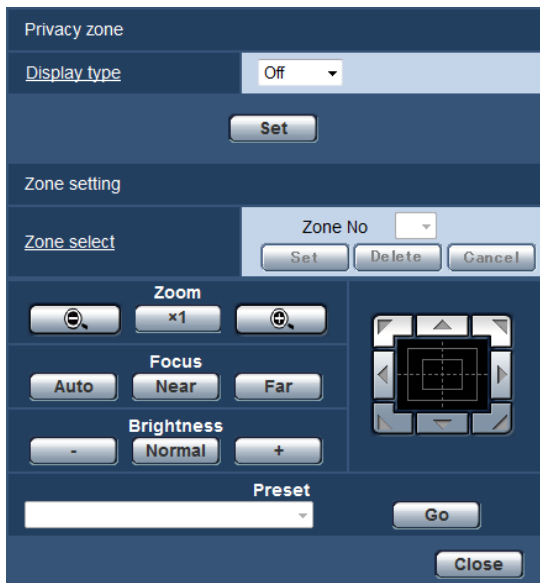 Privacy zone
Display type Off
Set
Zone setting
Zone select Zone No
Set Delete Cancel
Zoom
×1
Focus
Auto Near Far
Brightness
- Normal +
Preset
Go
Close